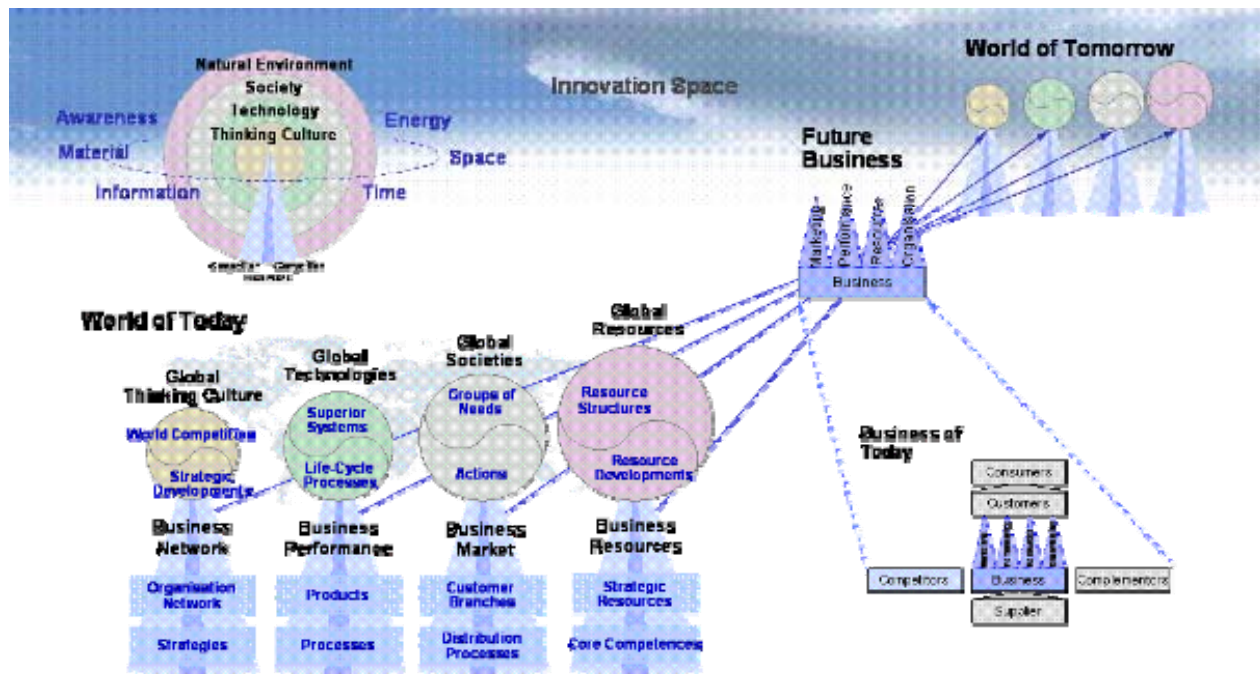 Natural Environment
Society
Technology
Thinking Culture
Awareness
Energy
Material
Space
Information
Time
Innovation Space
World of Tomorrow
Future
Business
Marketing
Performance
Resource
Organisation
Business
World of Today
Global
Thinking Culture
World Competitive
Strategic
Developments
Business
Network
Organisation
Network
Strategies
Global
Technologies
Superior
Systems
Life-Cycle
Processes
Business
Performance
Products
Processes
Global
Societies
Groups of
Needs
Actions
Business
Market
Customer
Branches
Distribution
Processes
Global
Resources
Resource
Structures
Resource
Developments
Business
Resources
Strategic
Resources
Core Competences
Business of
Today
Consumers
Customers
Competitors
Business
Complementors
Supplier